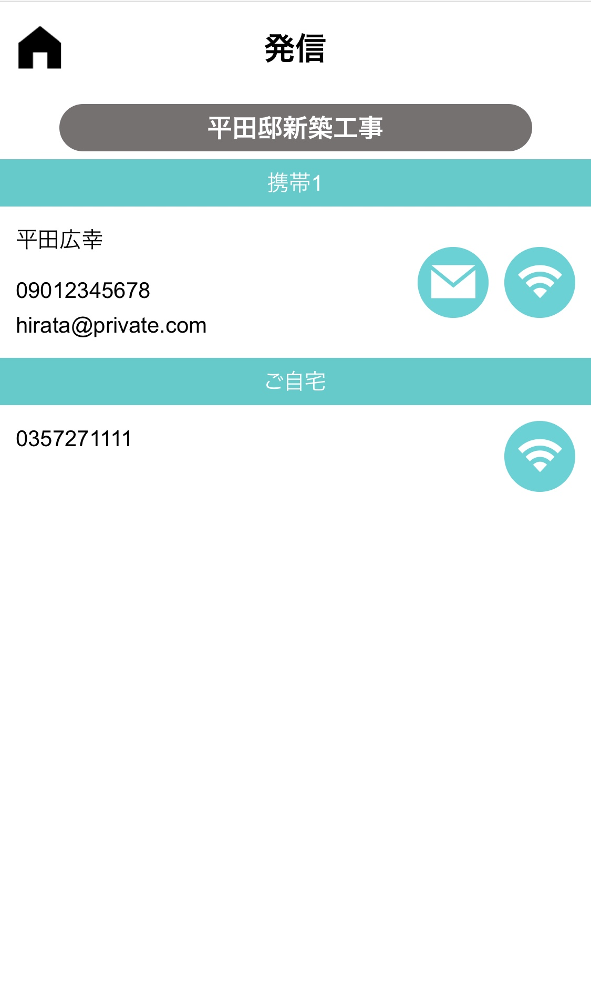 発信
平田邸新築工事
携帯1
平田広幸
09012345678
hirata@private.com
ご自宅
0357271111